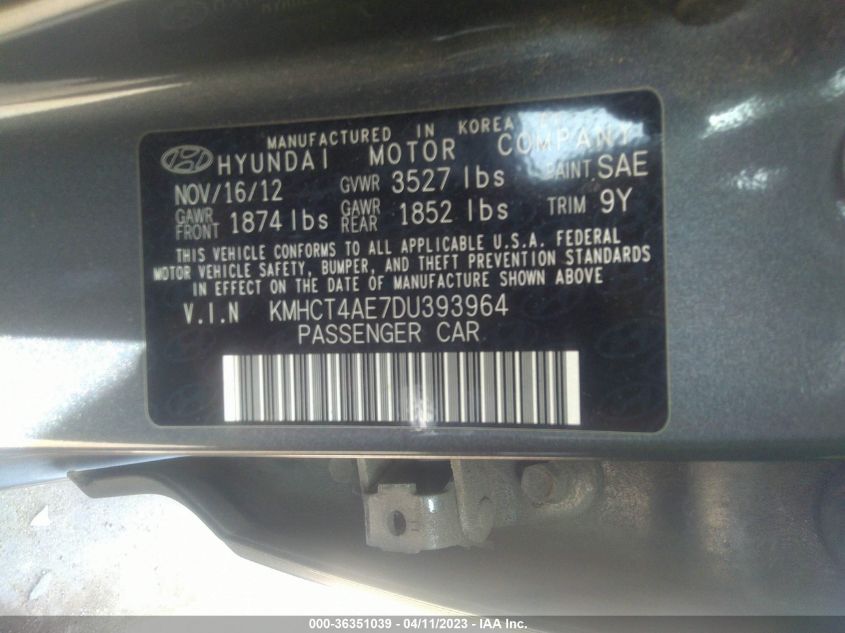 MANUFACTURED IN KOREA BY
HYUNDAI MOTOR COMPANY
NOV/16/12 GVWR 3527 lbs PAINT SAE
GAWR FRONT 1874 lbs GAWR REAR 1852 lbs TRIM 9Y
THIS VEHICLE CONFORMS TO ALL APPLICABLE U.S.A. FEDERAL
MOTOR VEHICLE SAFETY, BUMPER, AND THEFT PREVENTION STANDARDS
IN EFFECT ON THE DATE OF MANUFACTURE SHOWN ABOVE
V.I.N KMHCT4AE7DU393964
PASSENGER CAR
000-36351039 - 04/11/2023 - IAA Inc.